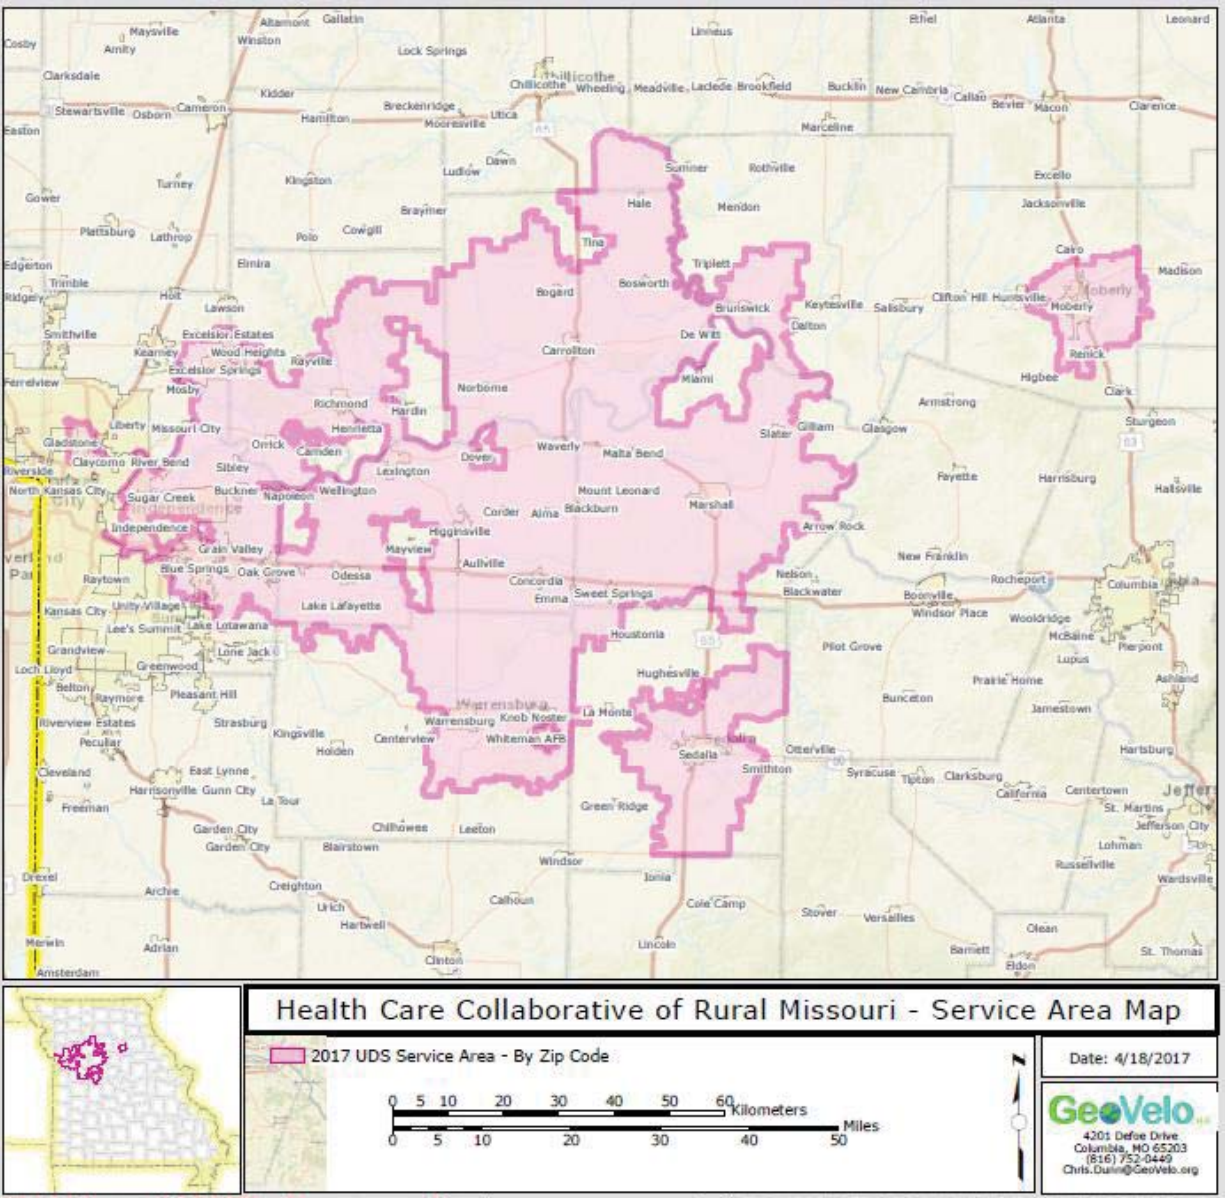 Maysville
Altamont
Gallatin
Linneus
Ethel
Atlanta
Leonard
Cosby
Amity
Winston
Lock Springs
Clarksdale
Chillicothe
Chillicothe
Wheeling
Meadville
Laclede
Brookfield
Bucklin
New Cambria
Callao
Bevier
Macon
Clarence
Stewartsville
Osborn
Cameron
Kidder
Hamilton
Breckenridge
Mooresville
Utica
65
Marceline
Easton
Turney
Kingston
Ludlow
Dawn
Sumner
Rothville
Excello
Gower
Braymer
Hale
Mendon
Jacksonville
Plattsburg
Lathrop
Polo
Cowgill
Tina
Cairo
Edgerton
Elmira
Triplett
Madison
Trimble
Holt
Bogard
Bosworth
Moberly
Ridgely
Lawson
Brunswick
Keytesville
Salisbury
Clifton Hill
Huntsville
Moberly
Smithville
Excelsior Estates
De Witt
Dalton
Kearney
Wood Heights
Rayville
Carrollton
Renick
Ferrelview
Excelsior Springs
Miami
Higbee
Mosby
Norborne
Clark
Richmond
Hardin
Armstrong
Liberty
Missouri City
Henrietta
Slater
Gilliam
Glasgow
Sturgeon
Gladstone
Orrick
Camden
Dover
Waverly
Malta Bend
63
Claycomo
River Bend
Riverside
Sibley
Lexington
Fayette
Harrisburg
Hallsville
North Kansas City
City
Sugar Creek
Buckner
Napoleon
Wellington
Mount Leonard
Marshall
Independence
Independence
Corder
Alma
Blackburn
Arrow Rock
Higginsville
Grain Valley
Mayview
New Franklin
Blue Springs
Oak Grove
Odessa
Aullville
Nelson
Raytown
Concordia
Emma
Sweet Springs
Blackwater
Boonville
Rocheport
Columbia
Kansas City
Unity Village
Lake Lafayette
Windsor Place
Wooldridge
Lee's Summit
Lake Lotawana
Houstonia
65
McBaine
Grandview
Lone Jack
Pilot Grove
Pierpont
Loch Lloyd
Greenwood
Hughesville
Lupus
Belton
Raymore
Pleasant Hill
Prairie Home
Ashland
Warrensburg
Bunceton
Riverview Estates
Strasburg
Kingsville
Warrensburg
Knob Noster
La Monte
Jamestown
Peculiar
Holden
Centerview
Whiteman AFB
Sedalia
Sedalia
Otterville
50
Hartsburg
Cleveland
East Lynne
Smithton
Syracuse
Tipton
Clarksburg
California
Centertown
Harrisonville
Gunn City
La Tour
Green Ridge
St. Martins
Freeman
Jefferson City
Garden City
Garden City
Chilhowee
Leeton
Blairstown
Lohman
Windsor
Russellville
Drexel
Ionia
Wardsville
Archie
Creighton
Urich
Calhoun
Cole Camp
Stover
Versailles
Hartwell
Olean
Merwin
Adrian
Clinton
Lincoln
Barnett
Eldon
St. Thomas
Amsterdam
Health Care Collaborative of Rural Missouri - Service Area Map
2017 UDS Service Area - By Zip Code
0 5 10 20 30 40 50 60 Kilometers
0 5 10 20 30 40 50 Miles
N
Date: 4/18/2017
GeoVelo
4201 Defoe Drive
Columbia, MO 65203
(816) 752-0449
Chris.Dunn@GeoVelo.org